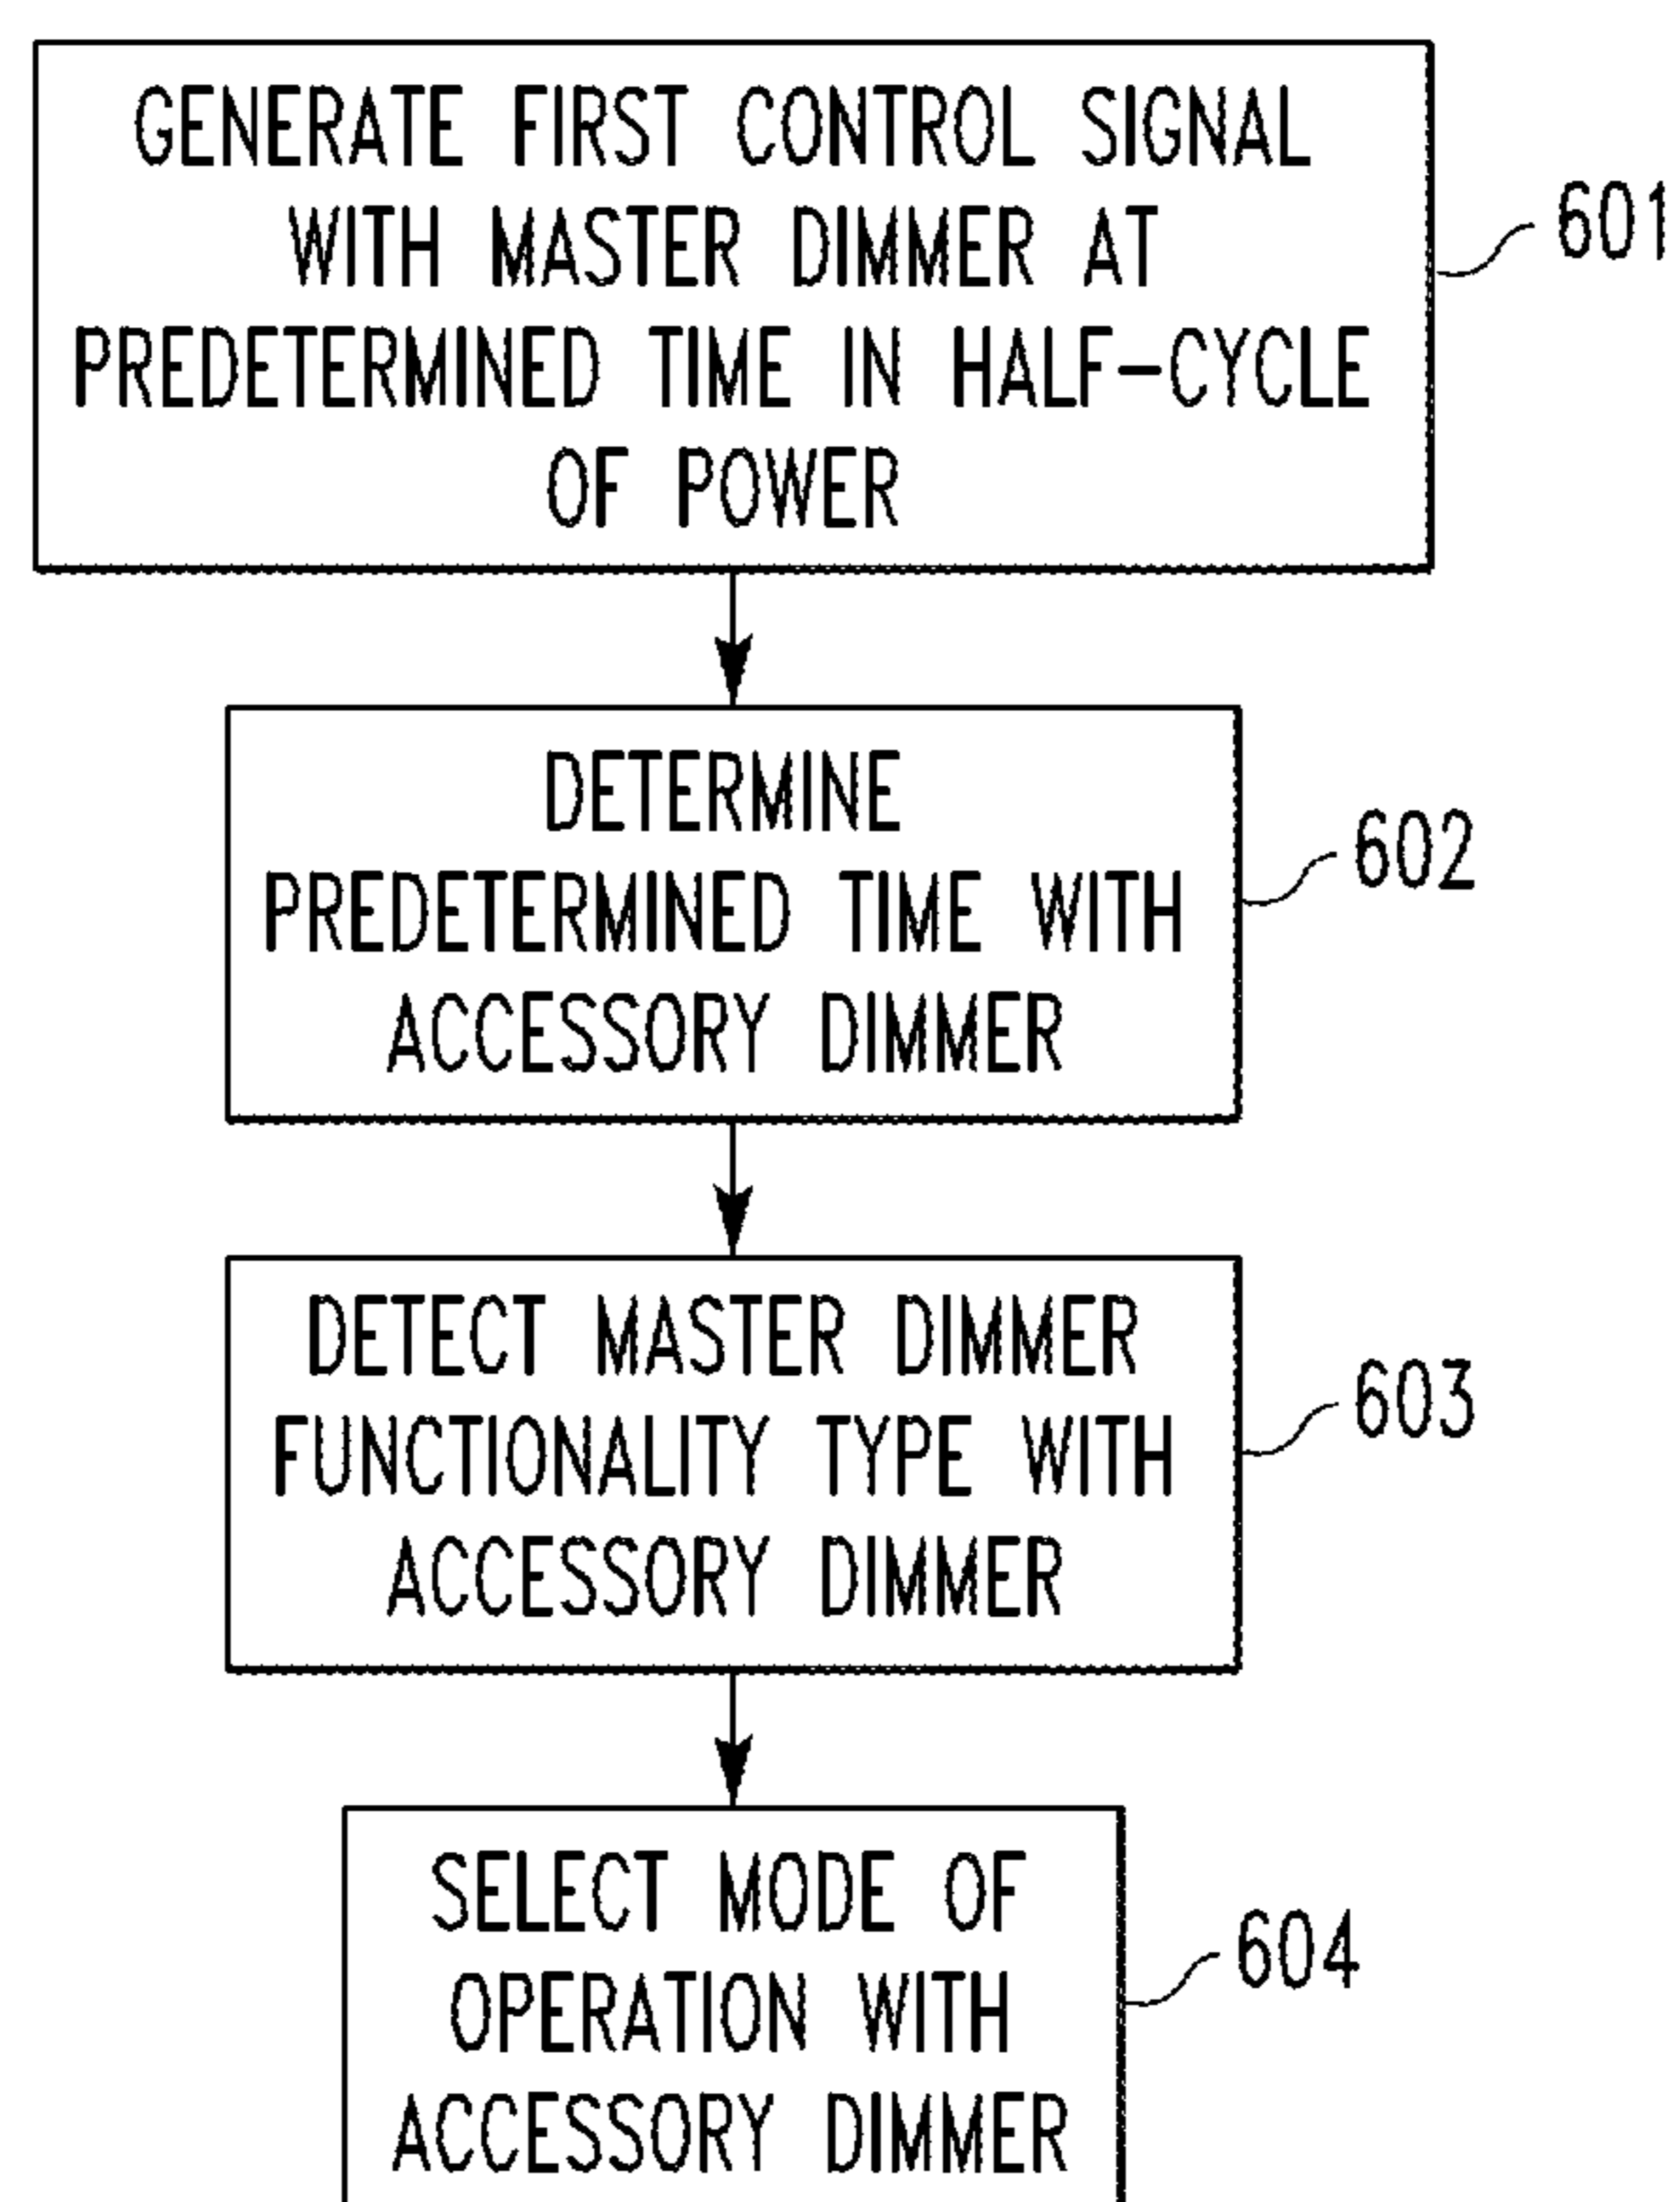 GENERATE FIRST CONTROL SIGNAL
WITH MASTER DIMMER AT
PREDETERMINED TIME IN HALF-CYCLE
OF POWER
601
DETERMINE
PREDETERMINED TIME WITH
ACCESSORY DIMMER
602
DETECT MASTER DIMMER
FUNCTIONALITY TYPE WITH
ACCESSORY DIMMER
603
SELECT MODE OF
OPERATION WITH
ACCESSORY DIMMER
604